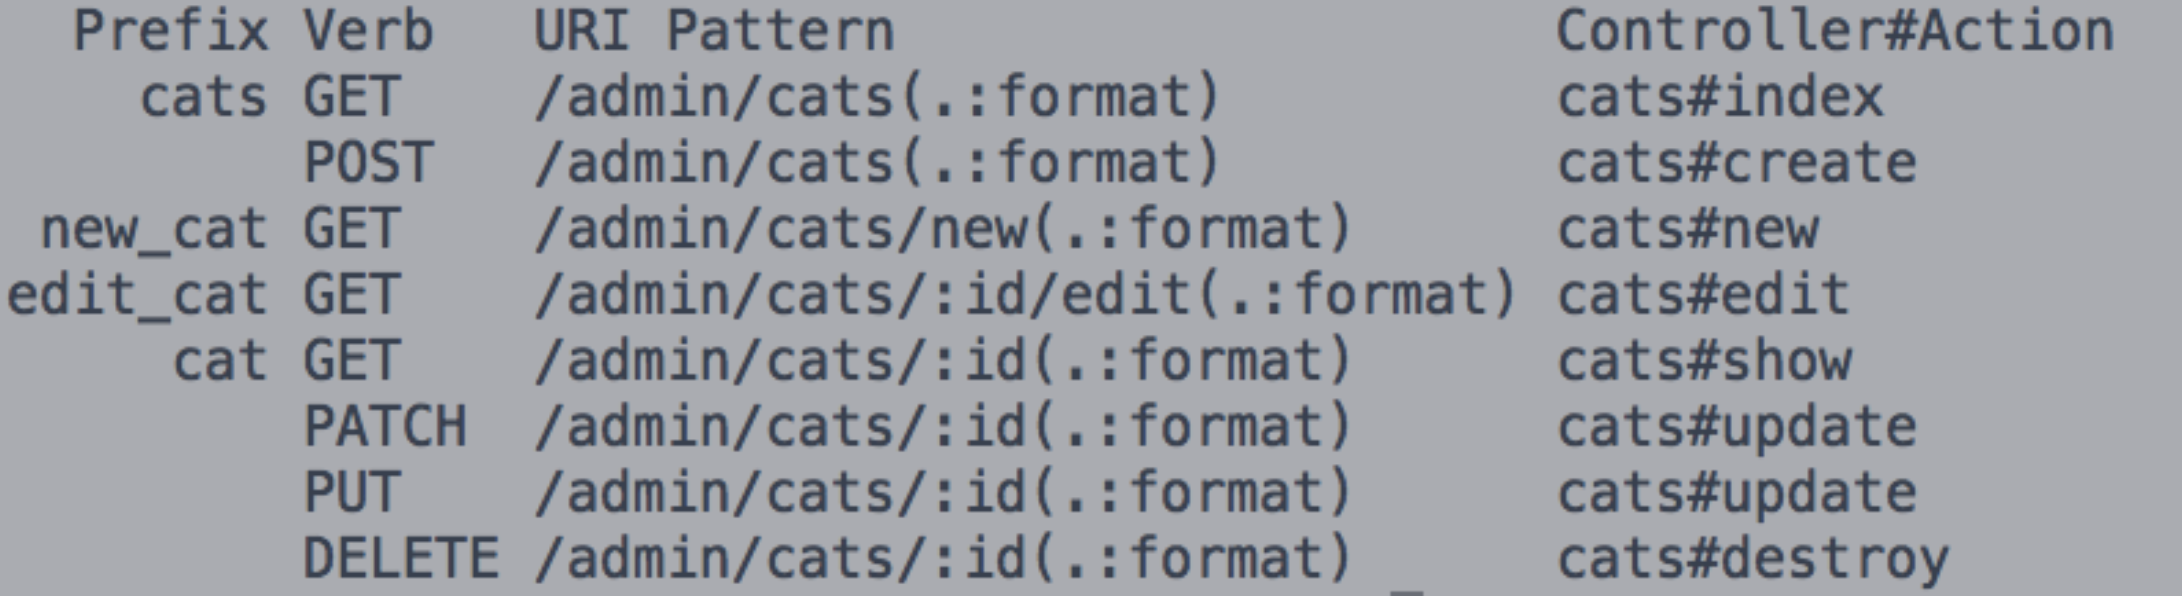 Prefix Verb URI Pattern Controller#Action
cats GET /admin/cats(.:format) cats#index
POST /admin/cats(.:format) cats#create
new_cat GET /admin/cats/new(.:format) cats#new
edit_cat GET /admin/cats/:id/edit(.:format) cats#edit
cat GET /admin/cats/:id(.:format) cats#show
PATCH /admin/cats/:id(.:format) cats#update
PUT /admin/cats/:id(.:format) cats#update
DELETE /admin/cats/:id(.:format) cats#destroy